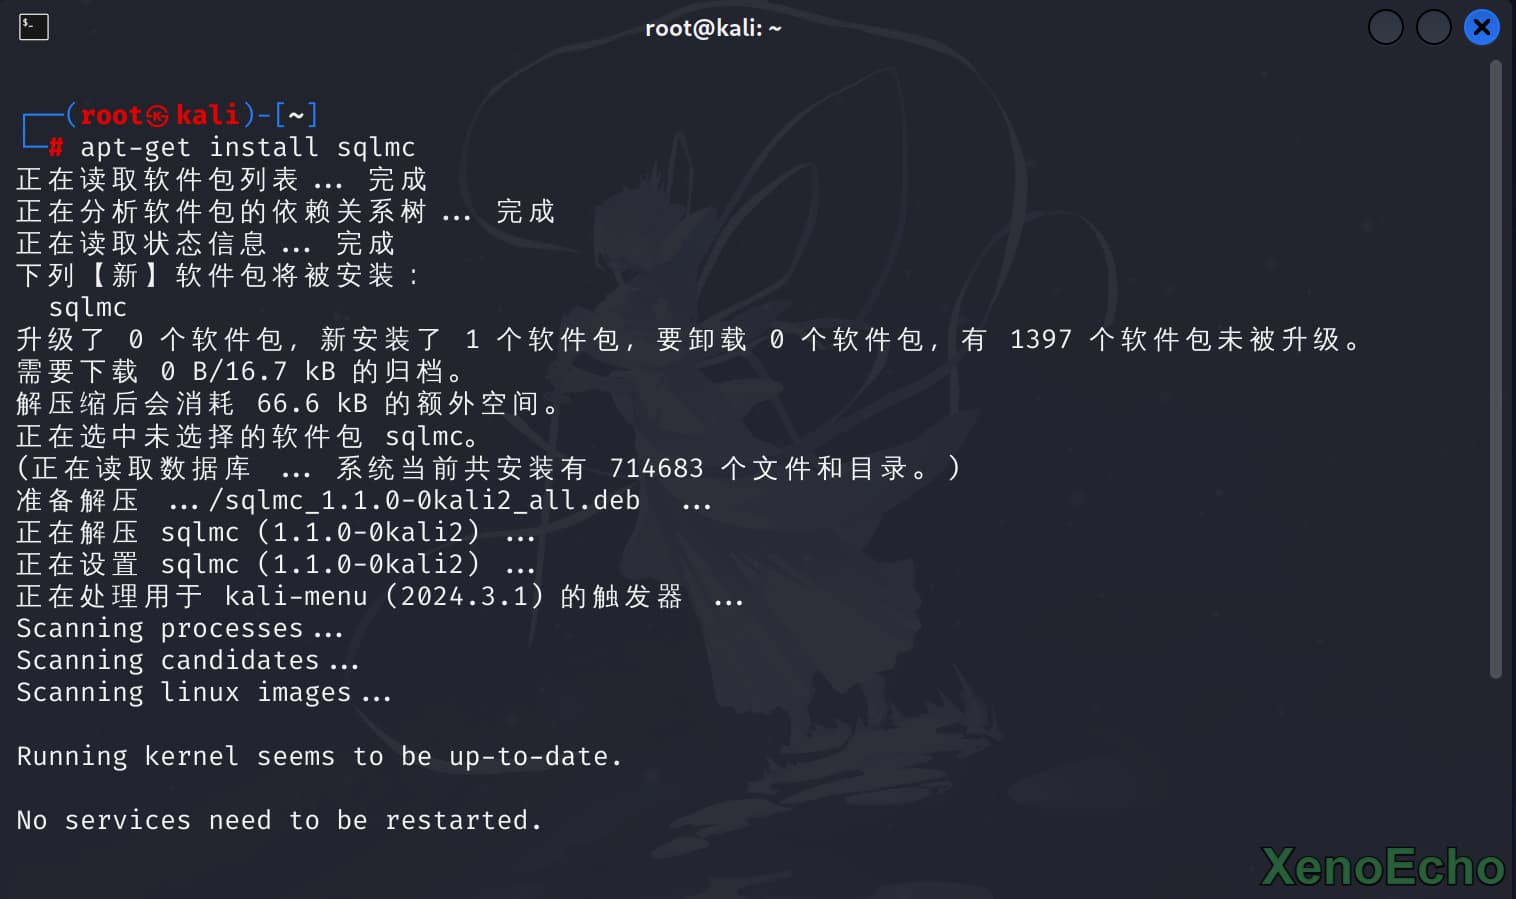 root@kali: ~
┌──(root㉿kali)-[~]
└─# apt-get install sqlmc
正在读取软件包列表... 完成
正在分析软件包的依赖关系树... 完成
正在读取状态信息... 完成
下列【新】软件包将被安装：
  sqlmc
升级了 0 个软件包，新安装了 1 个软件包，要卸载 0 个软件包，有 1397 个软件包未被升级。
需要下载 0 B/16.7 kB 的归档。
解压缩后会消耗 66.6 kB 的额外空间。
正在选中未选择的软件包 sqlmc。
(正在读取数据库 ... 系统当前共安装有 714683 个文件和目录。)
准备解压 .../sqlmc_1.1.0-0kali2_all.deb  ...
正在解压 sqlmc (1.1.0-0kali2) ...
正在设置 sqlmc (1.1.0-0kali2) ...
正在处理用于 kali-menu (2024.3.1) 的触发器 ...
Scanning processes...
Scanning candidates...
Scanning linux images...
Running kernel seems to be up-to-date.
No services need to be restarted.
XenoEcho